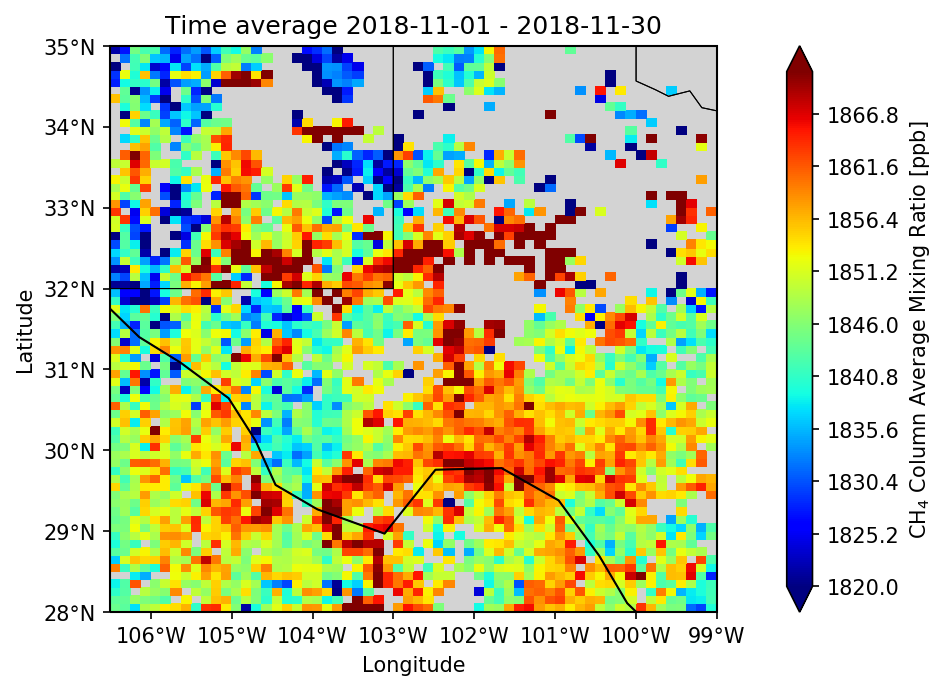 Time average 2018-11-01 - 2018-11-30
35°N
34°N
33°N
32°N
31°N
30°N
29°N
28°N
Latitude
106°W 105°W 104°W 103°W 102°W 101°W 100°W 99°W
Longitude
1866.8
1861.6
1856.4
1851.2
1846.0
1840.8
1835.6
1830.4
1825.2
1820.0
CH₄ Column Average Mixing Ratio [ppb]